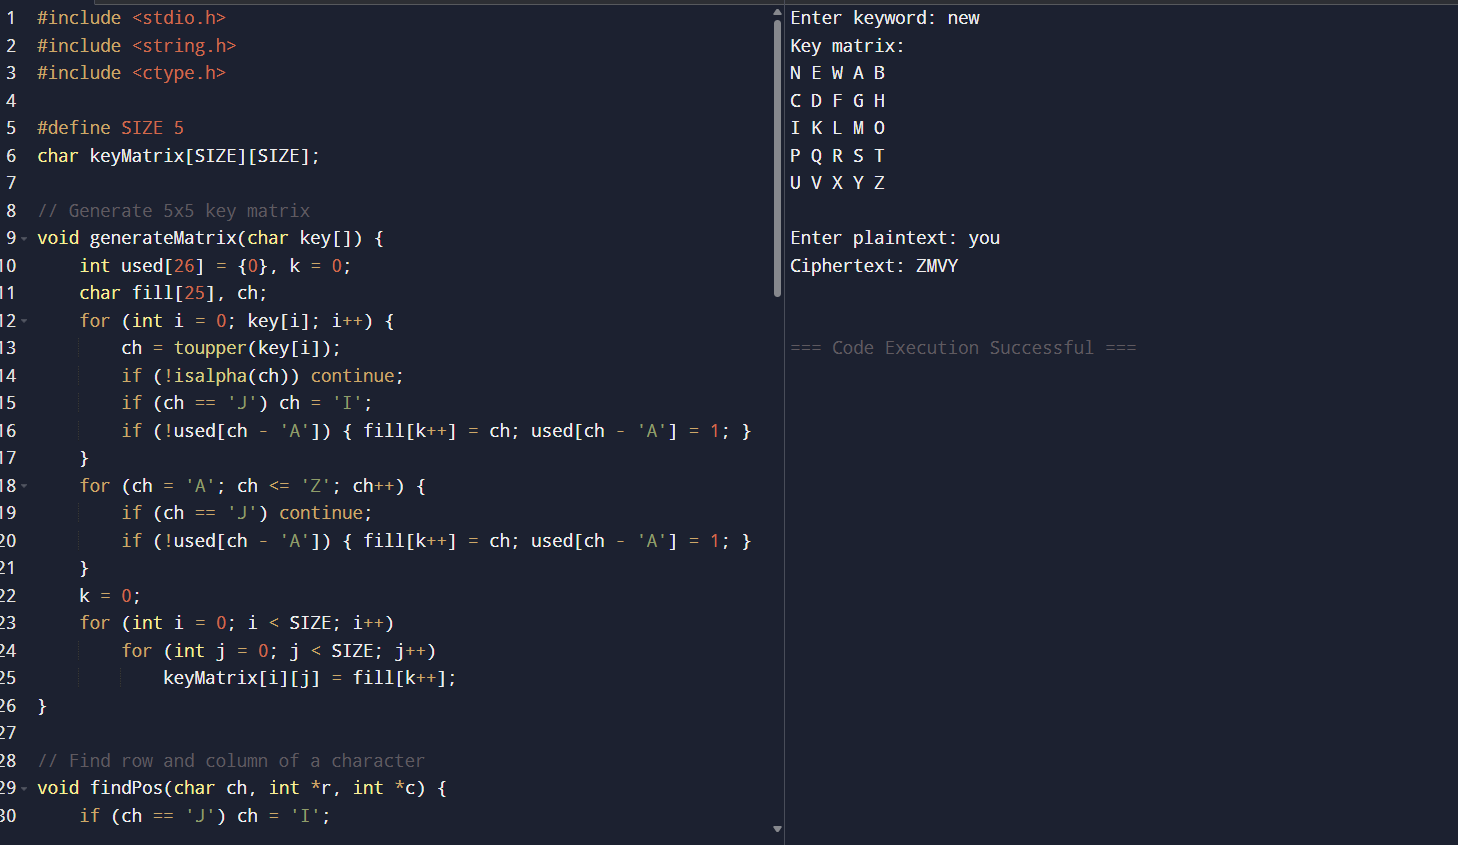 1 #include <stdio.h>
2 #include <string.h>
3 #include <ctype.h>
4
5 #define SIZE 5
6 char keyMatrix[SIZE][SIZE];
7
8 // Generate 5x5 key matrix
9 void generateMatrix(char key[]) {
10     int used[26] = {0}, k = 0;
11     char fill[25], ch;
12     for (int i = 0; key[i]; i++) {
13         ch = toupper(key[i]);
14         if (!isalpha(ch)) continue;
15         if (ch == 'J') ch = 'I';
16         if (!used[ch - 'A']) { fill[k++] = ch; used[ch - 'A'] = 1; }
17     }
18     for (ch = 'A'; ch <= 'Z'; ch++) {
19         if (ch == 'J') continue;
20         if (!used[ch - 'A']) { fill[k++] = ch; used[ch - 'A'] = 1; }
21     }
22     k = 0;
23     for (int i = 0; i < SIZE; i++)
24         for (int j = 0; j < SIZE; j++)
25             keyMatrix[i][j] = fill[k++];
26 }
27
28 // Find row and column of a character
29 void findPos(char ch, int *r, int *c) {
30     if (ch == 'J') ch = 'I';
Enter keyword: new
Key matrix:
N E W A B
C D F G H
I K L M O
P Q R S T
U V X Y Z
Enter plaintext: you
Ciphertext: ZMVY
=== Code Execution Successful ===